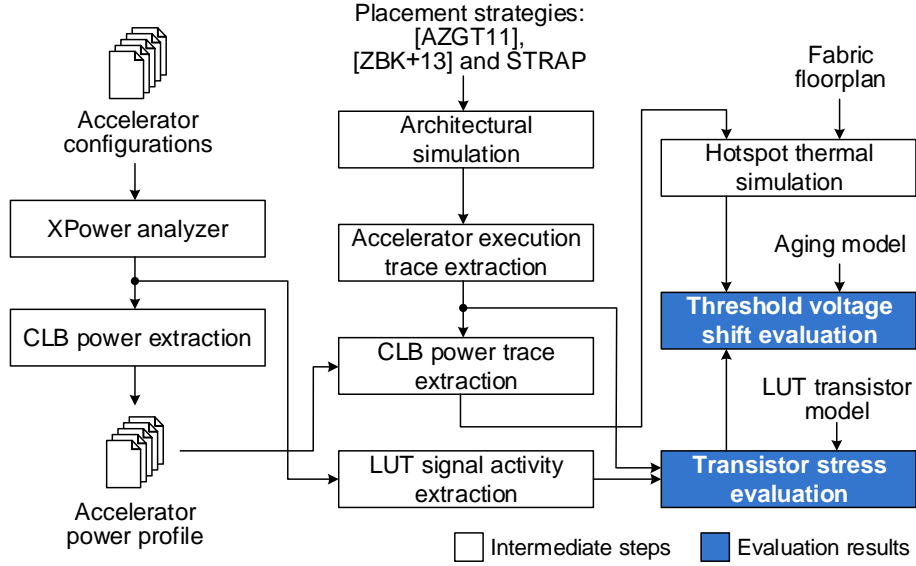 Placement strategies:
[AZGT11],
[ZBK+13] and STRAP
Accelerator
configurations
XPower analyzer
CLB power extraction
Accelerator
power profile
Architectural
simulation
Accelerator execution
trace extraction
CLB power trace
extraction
LUT signal activity
extraction
Fabric
floorplan
Hotspot thermal
simulation
Aging model
Threshold voltage
shift evaluation
LUT transistor
model
Transistor stress
evaluation
Intermediate steps
Evaluation results